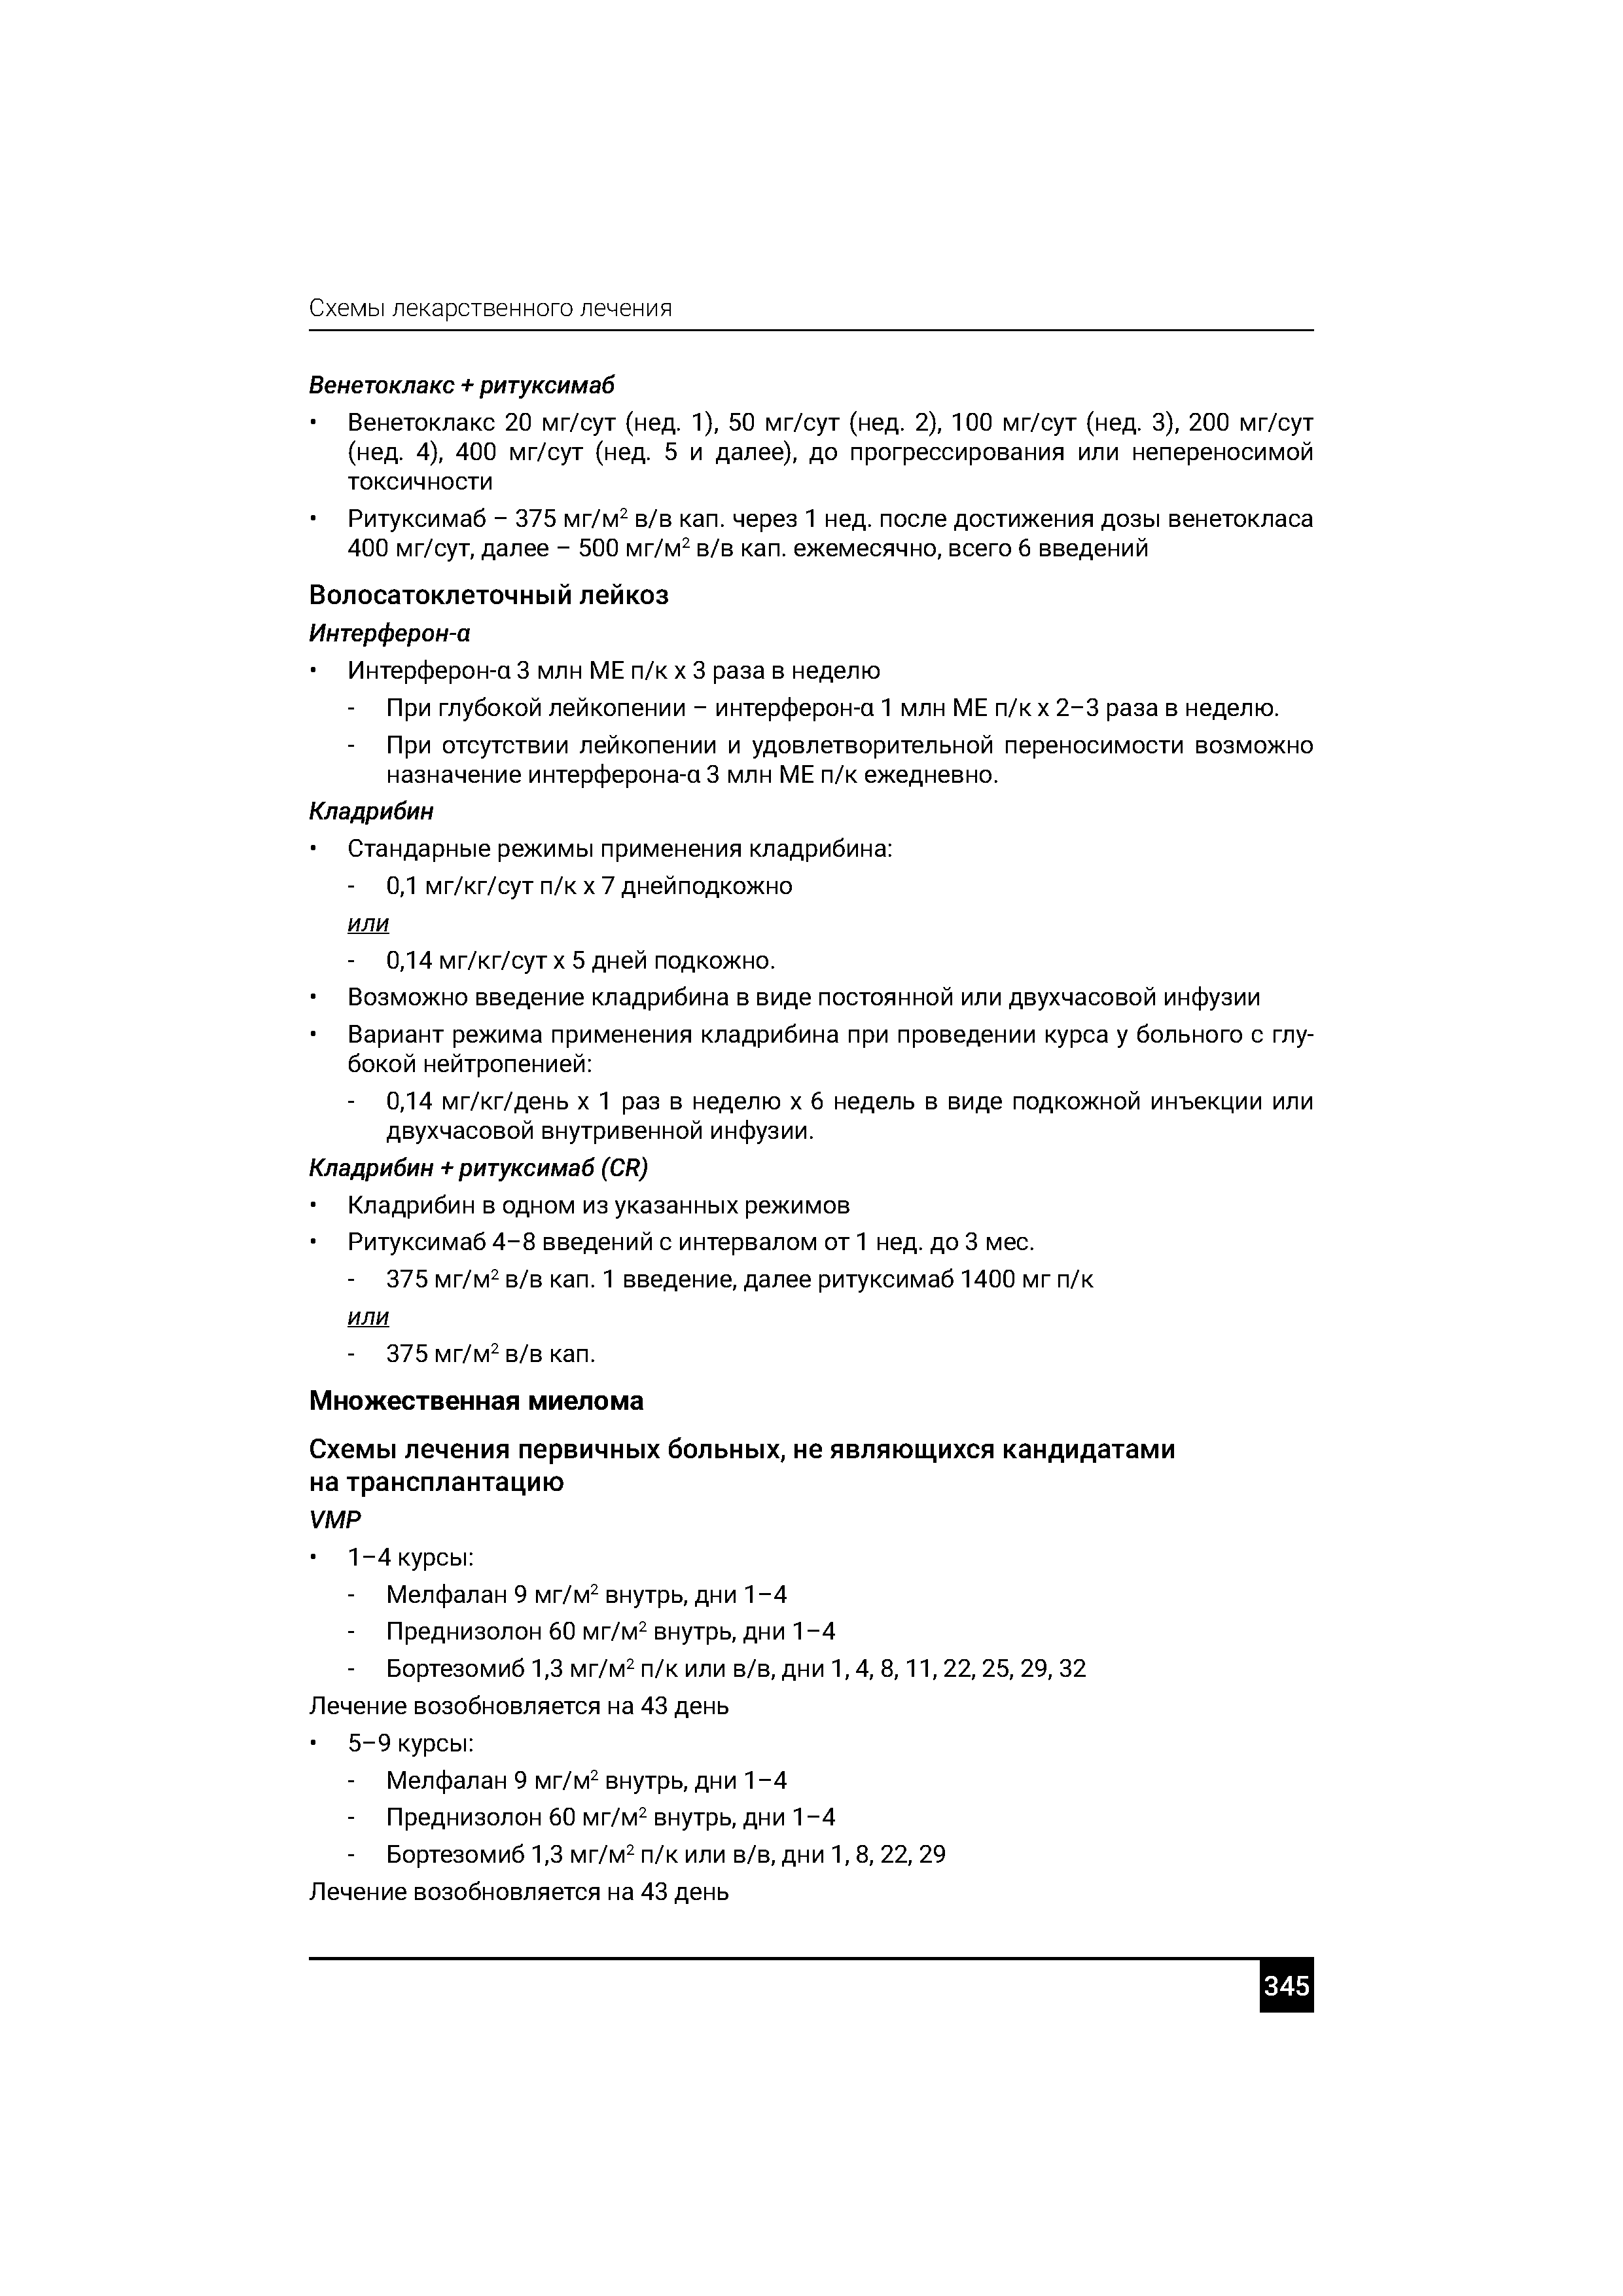 Схемы лекарственного лечения
Венетоклакс + ритуксимаб
• Венетоклакс 20 мг/сут (нед. 1), 50 мг/сут (нед. 2), 100 мг/сут (нед. 3), 200 мг/сут
(нед. 4), 400 мг/сут (нед. 5 и далее), до прогрессирования или непереносимой
токсичности
• Ритуксимаб – 375 мг/м² в/в кап. через 1 нед. после достижения дозы венетокласа
400 мг/сут, далее – 500 мг/м² в/в кап. ежемесячно, всего 6 введений
Волосатоклеточный лейкоз
Интерферон-α
• Интерферон-α 3 млн МЕ п/к х 3 раза в неделю
- При глубокой лейкопении – интерферон-α 1 млн МЕ п/к х 2–3 раза в неделю.
- При отсутствии лейкопении и удовлетворительной переносимости возможно
назначение интерферона-α 3 млн МЕ п/к ежедневно.
Кладрибин
• Стандарные режимы применения кладрибина:
- 0,1 мг/кг/сут п/к х 7 днейподкожно
или
- 0,14 мг/кг/сут х 5 дней подкожно.
• Возможно введение кладрибина в виде постоянной или двухчасовой инфузии
• Вариант режима применения кладрибина при проведении курса у больного с глу-
бокой нейтропенией:
- 0,14 мг/кг/день х 1 раз в неделю х 6 недель в виде подкожной инъекции или
двухчасовой внутривенной инфузии.
Кладрибин + ритуксимаб (CR)
• Кладрибин в одном из указанных режимов
• Ритуксимаб 4–8 введений с интервалом от 1 нед. до 3 мес.
- 375 мг/м² в/в кап. 1 введение, далее ритуксимаб 1400 мг п/к
или
- 375 мг/м² в/в кап.
Множественная миелома
Схемы лечения первичных больных, не являющихся кандидатами
на трансплантацию
VMP
• 1–4 курсы:
- Мелфалан 9 мг/м² внутрь, дни 1–4
- Преднизолон 60 мг/м² внутрь, дни 1–4
- Бортезомиб 1,3 мг/м² п/к или в/в, дни 1, 4, 8, 11, 22, 25, 29, 32
Лечение возобновляется на 43 день
• 5–9 курсы:
- Мелфалан 9 мг/м² внутрь, дни 1–4
- Преднизолон 60 мг/м² внутрь, дни 1–4
- Бортезомиб 1,3 мг/м² п/к или в/в, дни 1, 8, 22, 29
Лечение возобновляется на 43 день
345